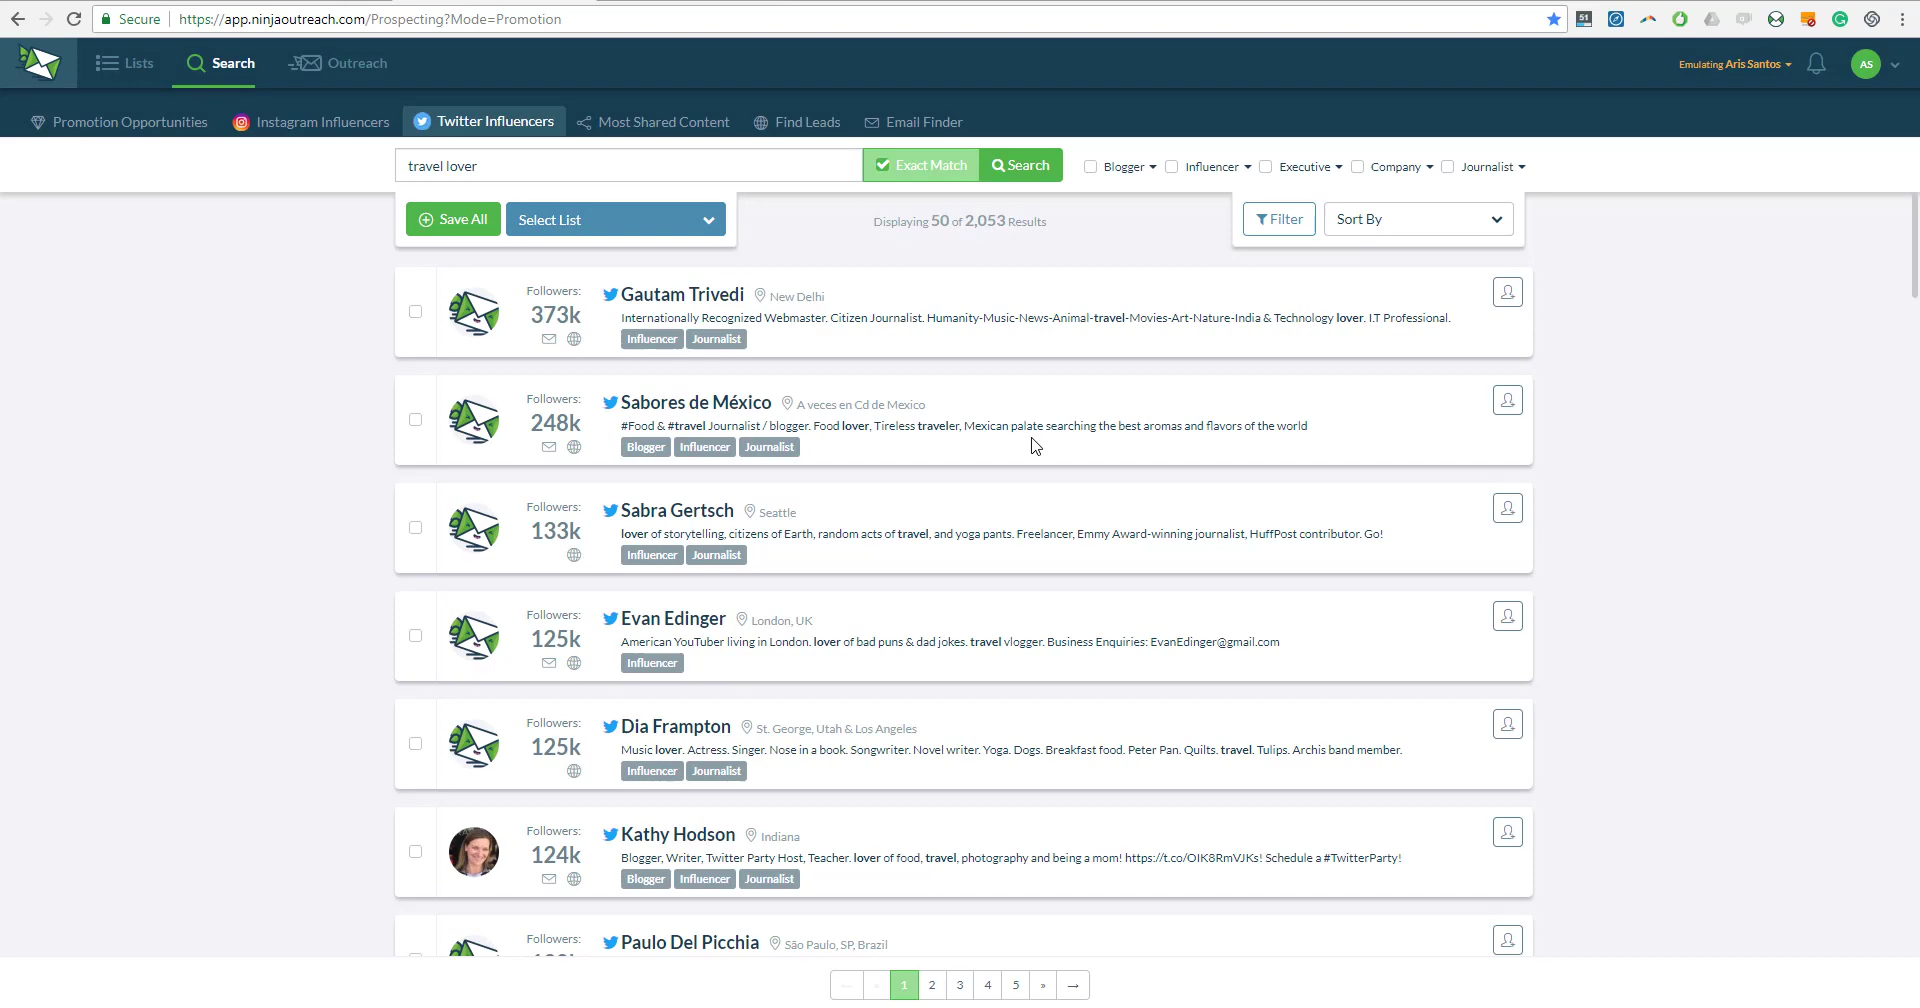 Secure https://app.ninjaoutreach.com/Prospecting?Mode=Promotion
51
Lists Search Outreach Emulating Aris Santos AS
Promotion Opportunities Instagram Influencers Twitter Influencers Most Shared Content Find Leads Email Finder
travel lover Exact Match Search Blogger Influencer Executive Company Journalist
Save All Select List Displaying 50 of 2,053 Results Filter Sort By
Followers: 373k
Gautam Trivedi New Delhi
Internationally Recognized Webmaster. Citizen Journalist. Humanity-Music-News-Animal-travel-Movies-Art-Nature-India & Technology lover. I.T Professional.
Influencer Journalist
Followers: 248k
Sabores de México A veces en Cd de Mexico
#Food & #travel Journalist / blogger. Food lover, Tireless traveler, Mexican palate searching the best aromas and flavors of the world
Blogger Influencer Journalist
Followers: 133k
Sabra Gertsch Seattle
lover of storytelling, citizens of Earth, random acts of travel, and yoga pants. Freelancer, Emmy Award-winning journalist, HuffPost contributor. Go!
Influencer Journalist
Followers: 125k
Evan Edinger London, UK
American YouTuber living in London. lover of bad puns & dad jokes. travel vlogger. Business Enquiries: EvanEdinger@gmail.com
Influencer
Followers: 125k
Dia Frampton St. George, Utah & Los Angeles
Music lover. Actress. Singer. Nose in a book. Songwriter. Novel writer. Yoga. Dogs. Breakfast food. Peter Pan. Quilts. travel. Tulips. Archis band member.
Influencer Journalist
Followers: 124k
Kathy Hodson Indiana
Blogger, Writer, Twitter Party Host, Teacher. lover of food, travel, photography and being a mom! https://t.co/OIK8RmVJKs! Schedule a #TwitterParty!
Blogger Influencer Journalist
Followers:
Paulo Del Picchia São Paulo, SP, Brazil
← « 1 2 3 4 5 » →